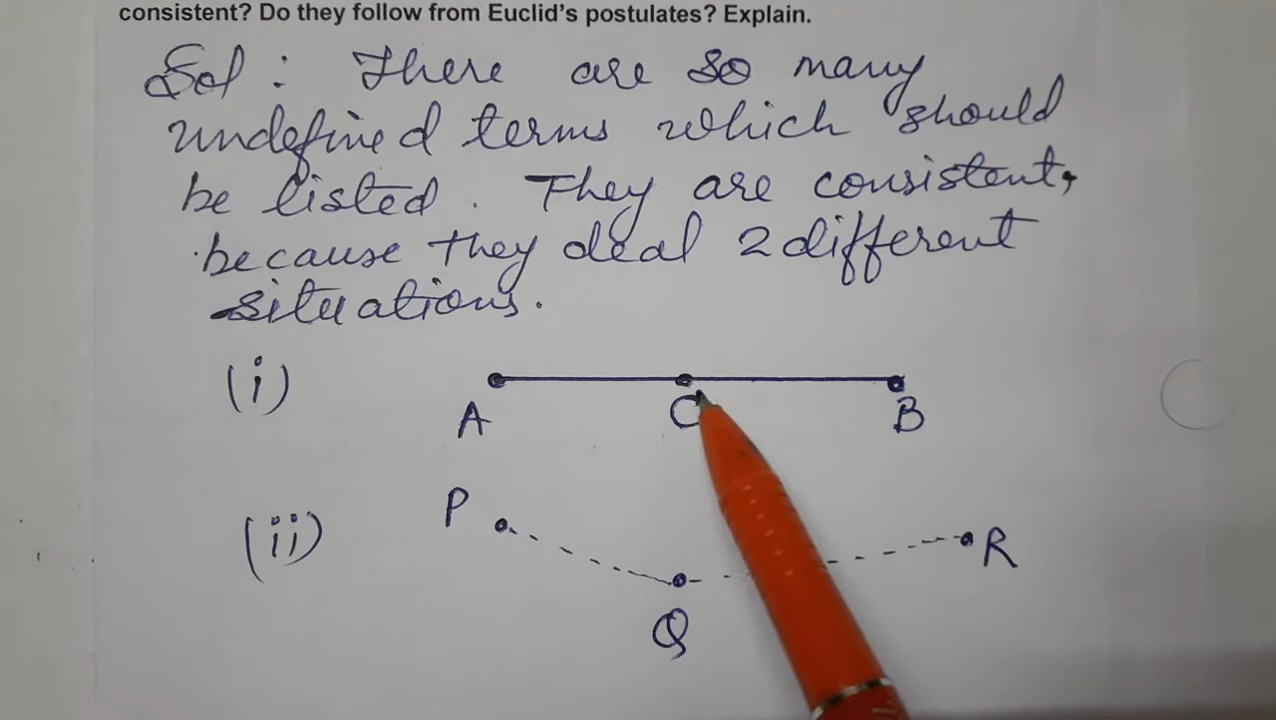 consistent? Do they follow from Euclid's postulates? Explain.
Sol : There are so many
undefined terms which should
be listed. They are consistent,
because they deal 2 different
situations.
(i)
A C B
(ii) P
R
Q